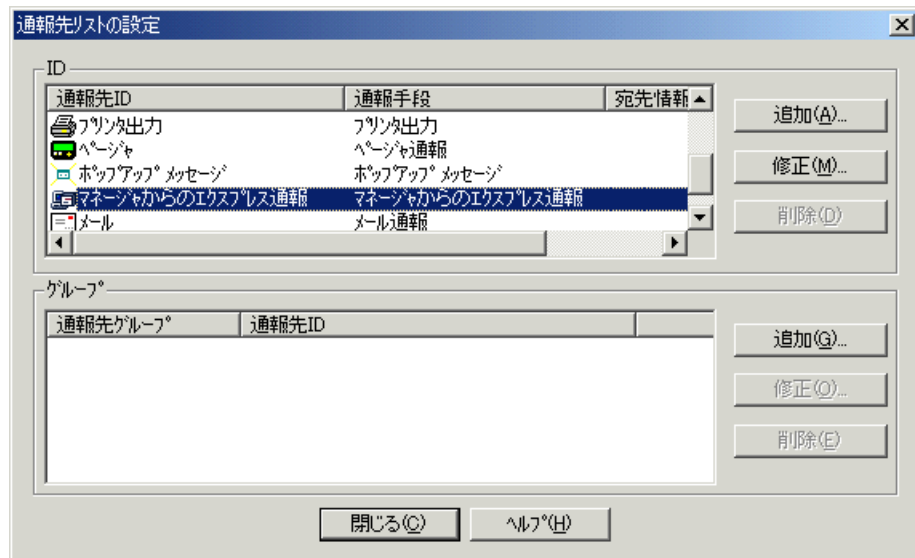 通報先ﾘｽﾄの設定
ID
通報先ID 通報手段 宛先情報
ﾌﾟﾘﾝﾀ出力 ﾌﾟﾘﾝﾀ出力
ﾍﾟｰｼﾞｬ ﾍﾟｰｼﾞｬ通報
ﾎﾟｯﾌﾟｱｯﾌﾟ ﾒｯｾｰｼﾞ ﾎﾟｯﾌﾟｱｯﾌﾟ ﾒｯｾｰｼﾞ
ﾏﾈｰｼﾞｬからのｴｸｽﾌﾟﾚｽ通報 ﾏﾈｰｼﾞｬからのｴｸｽﾌﾟﾚｽ通報
ﾒｰﾙ ﾒｰﾙ通報
追加(A)...
修正(M)...
削除(D)
ｸﾞﾙｰﾌﾟ
通報先ｸﾞﾙｰﾌﾟ 通報先ID
追加(G)...
修正(O)...
削除(E)
閉じる(C) ﾍﾙﾌﾟ(H)